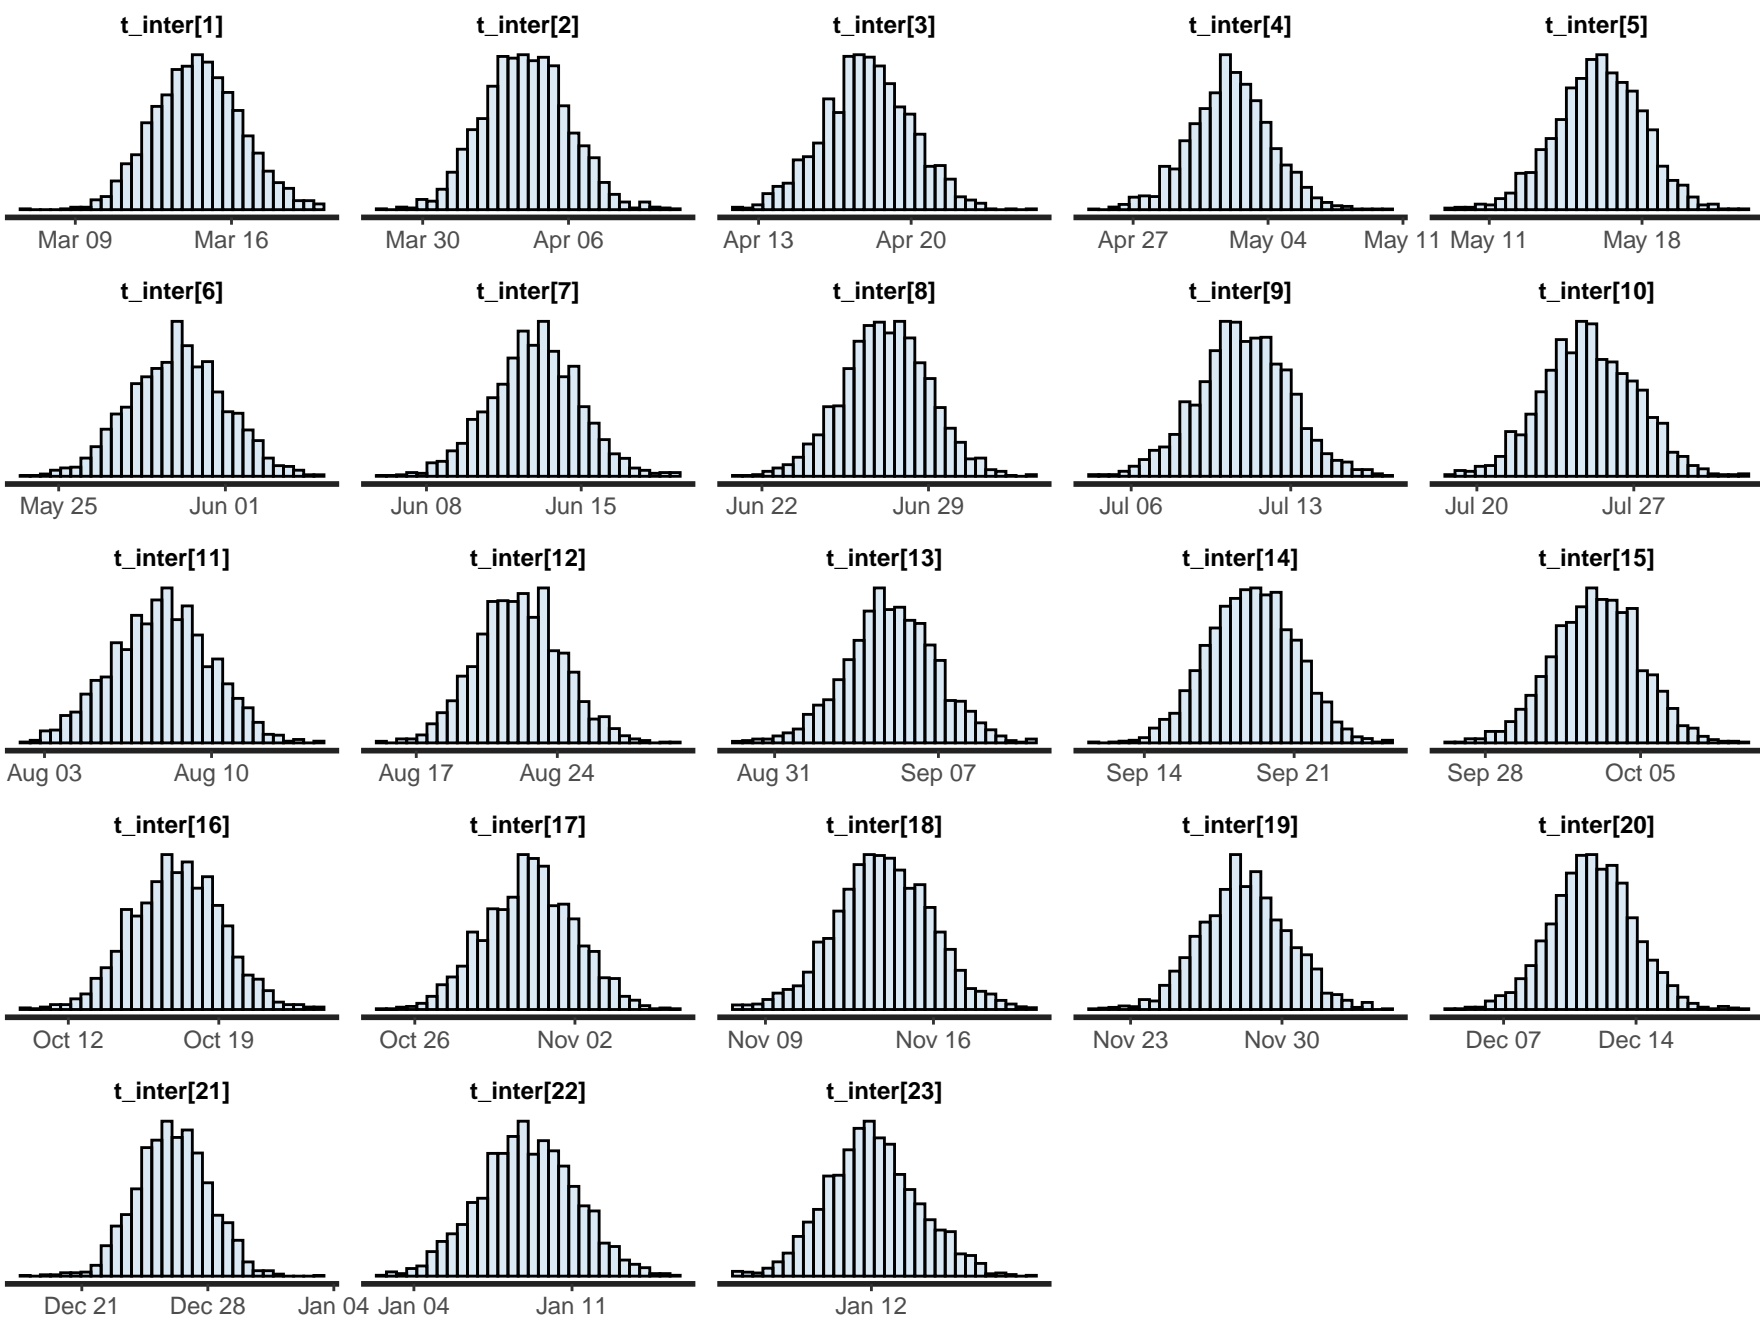 t_inter[1] t_inter[2] t_inter[3] t_inter[4] t_inter[5]
Mar 09 Mar 16 Mar 30 Apr 06 Apr 13 Apr 20 Apr 27 May 04 May 11 May 11 May 18
t_inter[6] t_inter[7] t_inter[8] t_inter[9] t_inter[10]
May 25 Jun 01 Jun 08 Jun 15 Jun 22 Jun 29 Jul 06 Jul 13 Jul 20 Jul 27
t_inter[11] t_inter[12] t_inter[13] t_inter[14] t_inter[15]
Aug 03 Aug 10 Aug 17 Aug 24 Aug 31 Sep 07 Sep 14 Sep 21 Sep 28 Oct 05
t_inter[16] t_inter[17] t_inter[18] t_inter[19] t_inter[20]
Oct 12 Oct 19 Oct 26 Nov 02 Nov 09 Nov 16 Nov 23 Nov 30 Dec 07 Dec 14
t_inter[21] t_inter[22] t_inter[23]
Dec 21 Dec 28 Jan 04 Jan 04 Jan 11 Jan 12